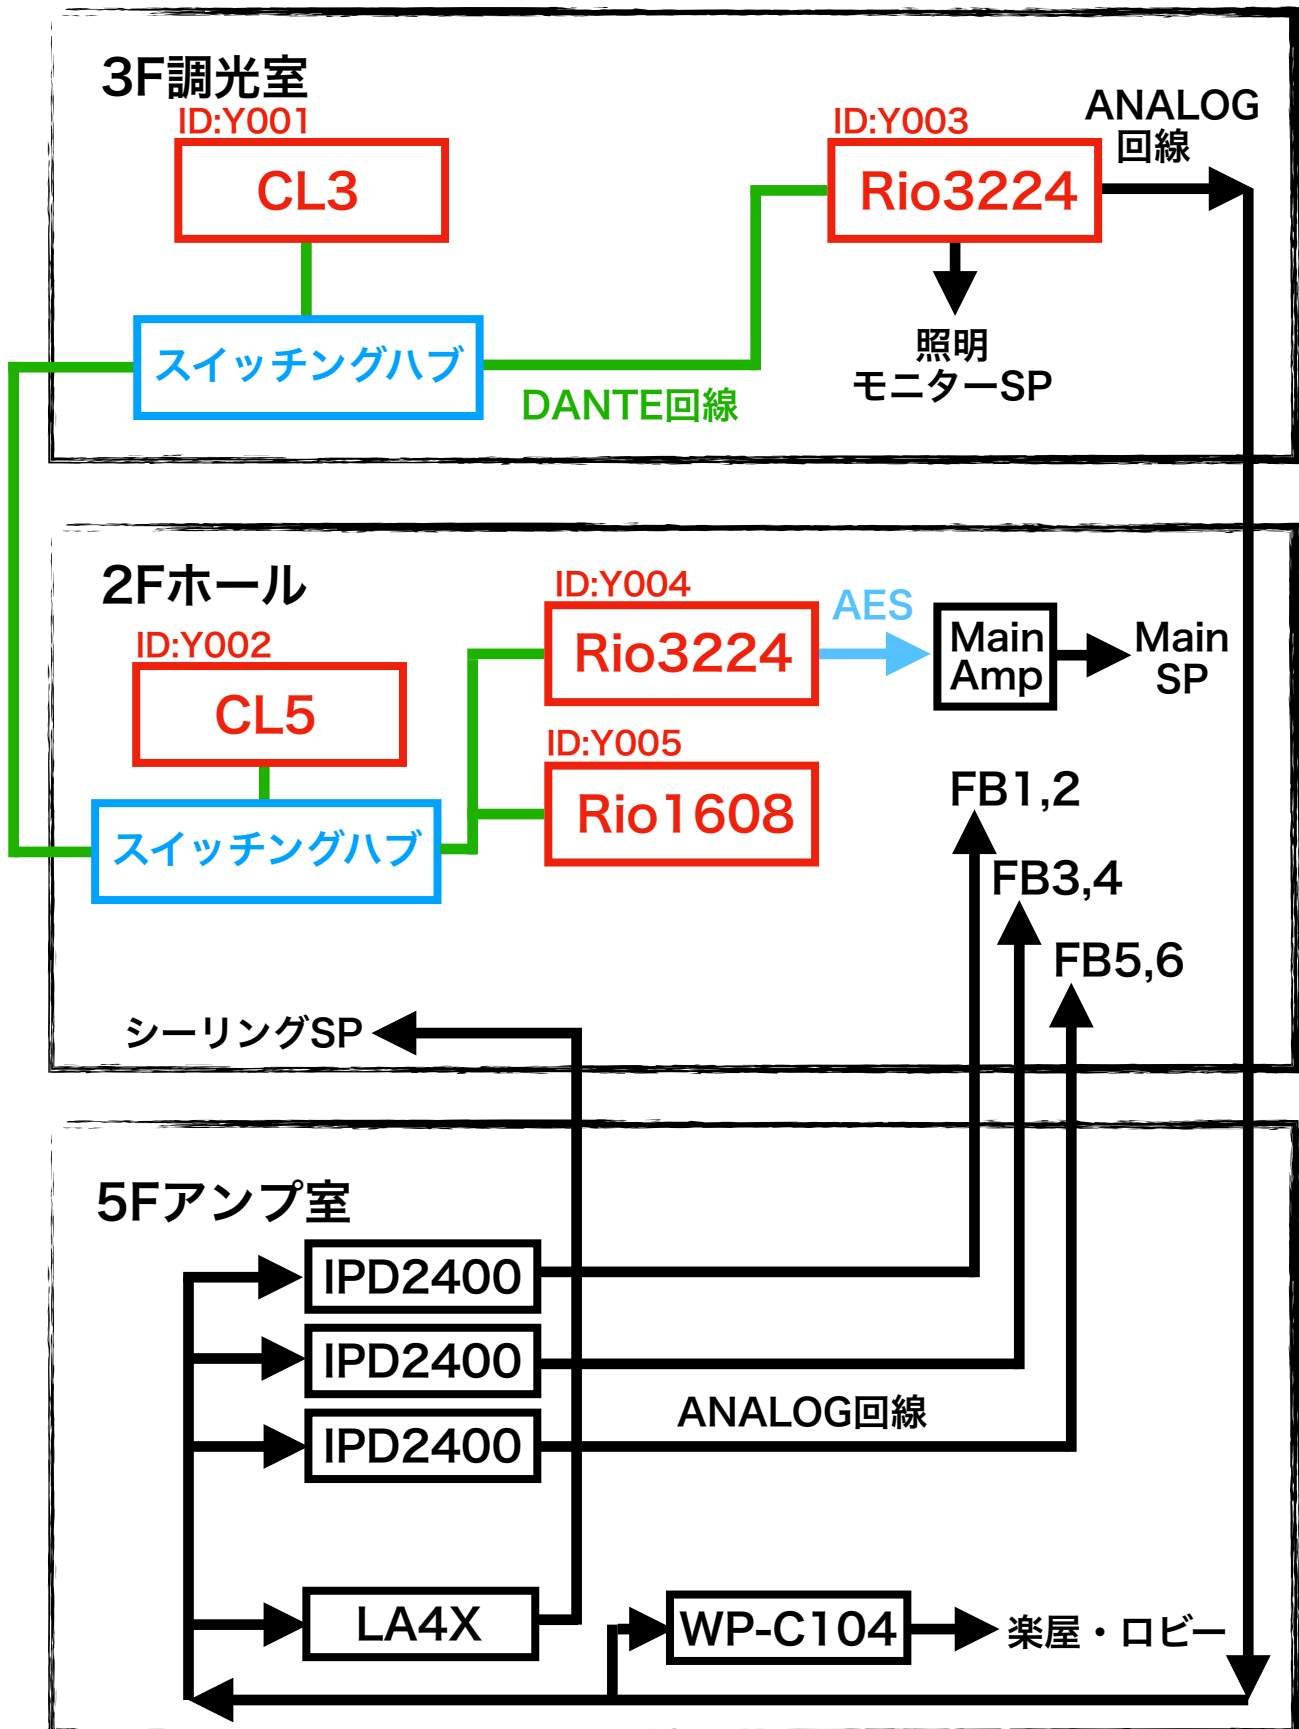 3F調光室
ID:Y001
CL3
ID:Y003
Rio3224
ANALOG
回線
スイッチングハブ
DANTE回線
照明
モニターSP
2Fホール
ID:Y002
CL5
スイッチングハブ
ID:Y004
Rio3224
AES
Main
Amp
Main
SP
ID:Y005
Rio1608
FB1,2
FB3,4
FB5,6
シーリングSP
5Fアンプ室
IPD2400
IPD2400
IPD2400
ANALOG回線
LA4X
WP-C104
楽屋・ロビー